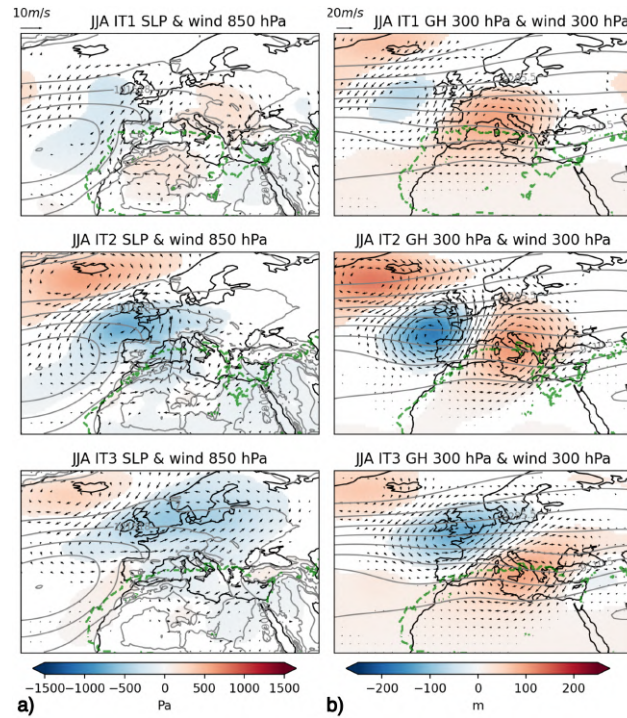 10m/s
JJA IT1 SLP & wind 850 hPa
20m/s
JJA IT1 GH 300 hPa & wind 300 hPa
JJA IT2 SLP & wind 850 hPa
JJA IT2 GH 300 hPa & wind 300 hPa
JJA IT3 SLP & wind 850 hPa
JJA IT3 GH 300 hPa & wind 300 hPa
−1500 −1000 −500 0 500 1000 1500
Pa
a)
−200 −100 0 100 200
m
b)